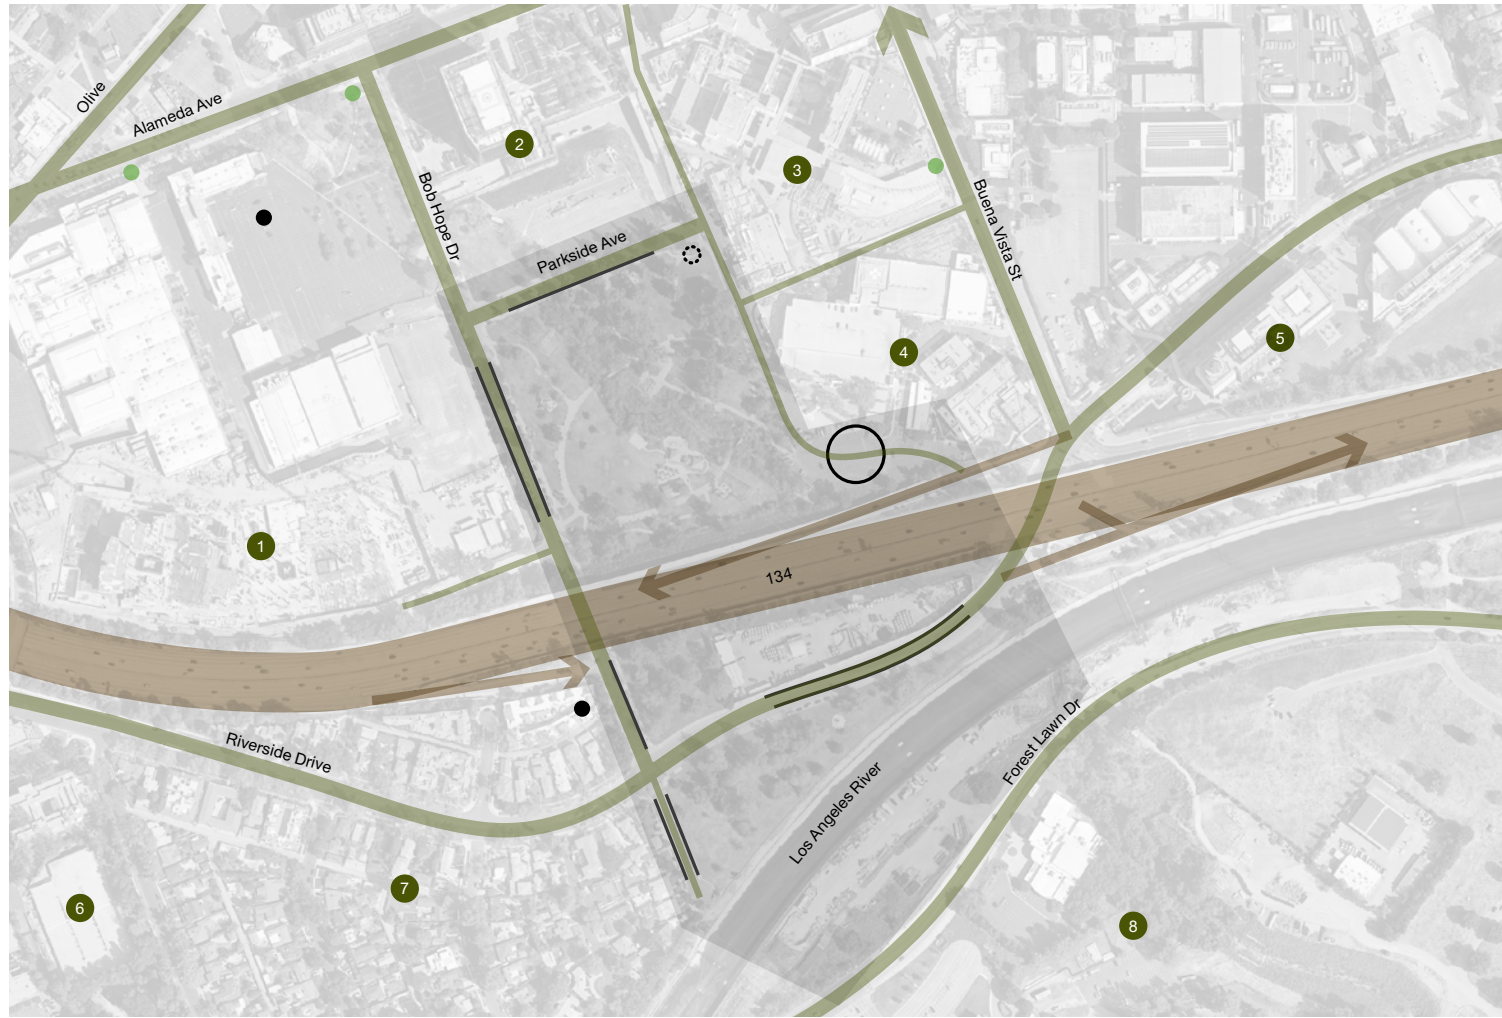 Olive
Alameda Ave
2
3
Bob Hope Dr
Buena Vista St
Parkside Ave
5
4
1
134
Riverside Drive
Forest Lawn Dr
Los Angeles River
7
6
8